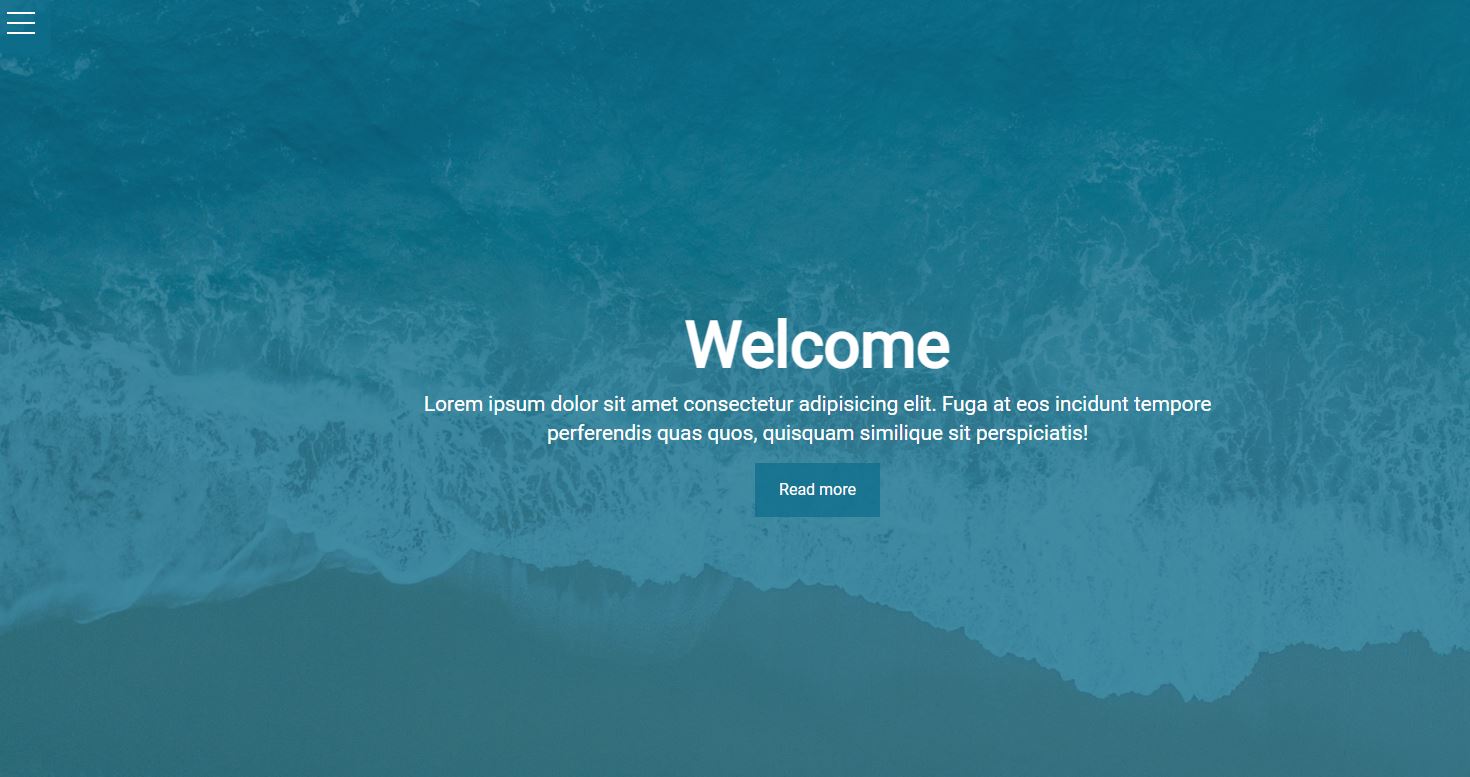 Welcome
Lorem ipsum dolor sit amet consectetur adipisicing elit. Fuga at eos incidunt tempore
perferendis quas quos, quisquam similique sit perspiciatis!
Read more